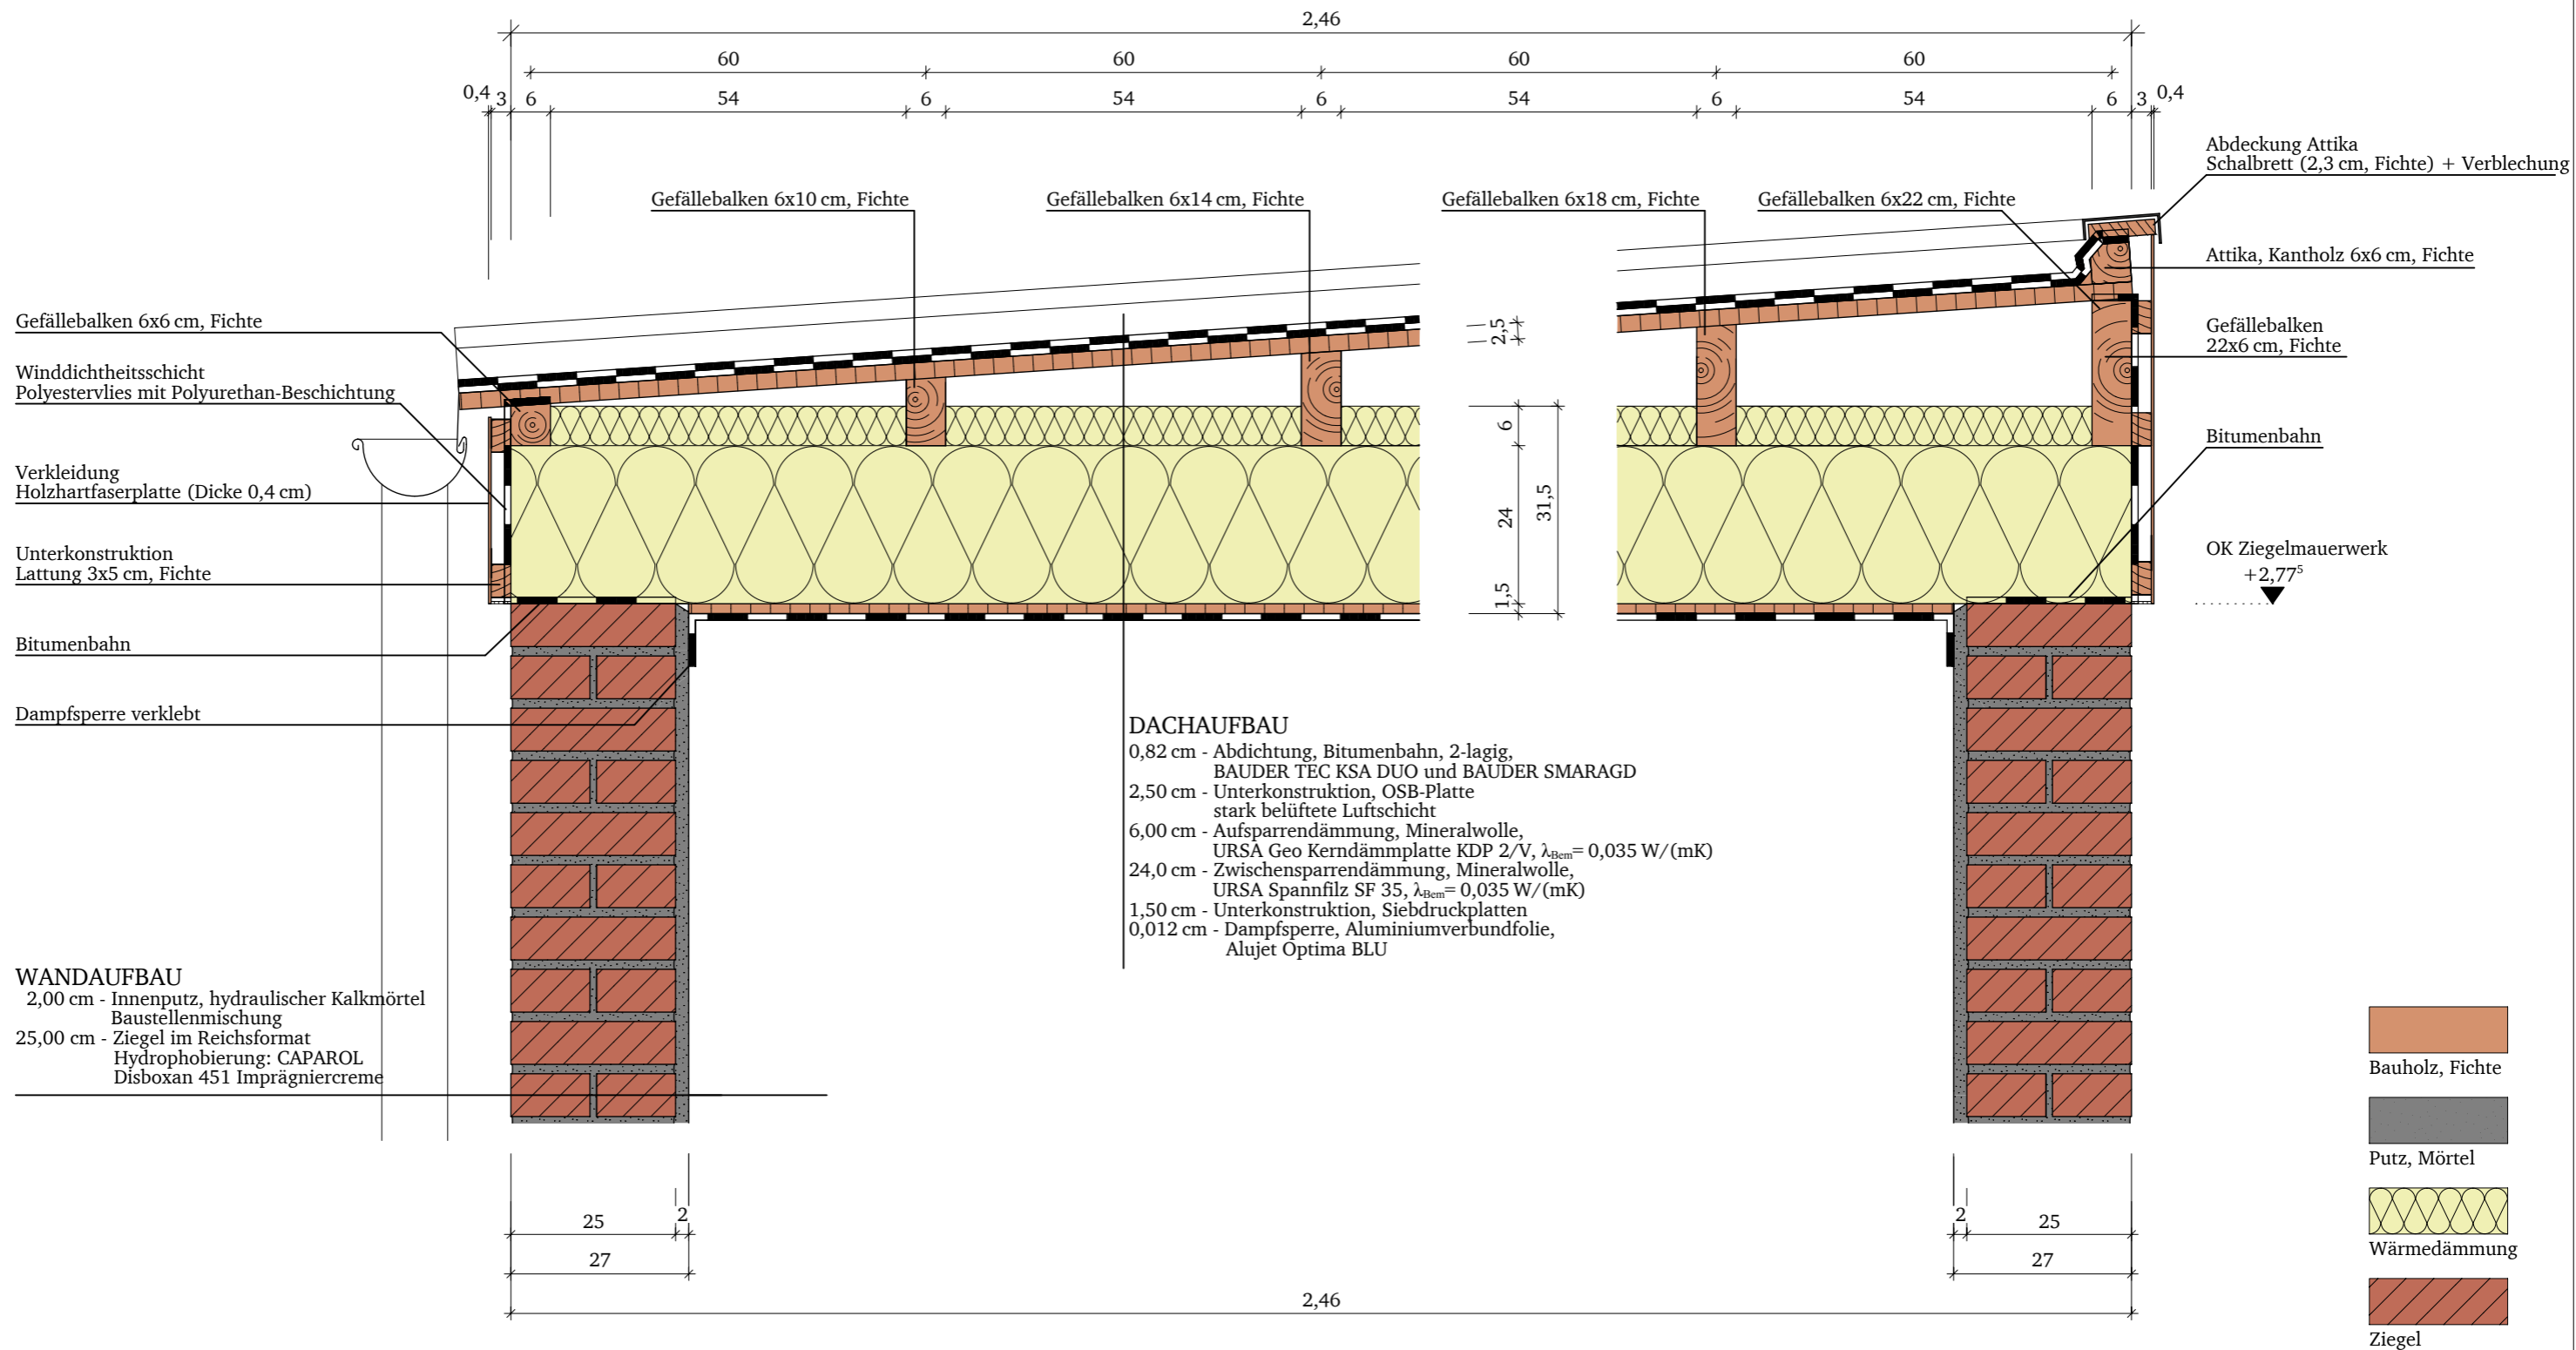 2,46
60 60 60 60
0,4 3 6 54 6 54 6 54 6 54 6 3 0,4
Abdeckung Attika
Schalbrett (2,3 cm, Fichte) + Verblechung
Gefällebalken 6x10 cm, Fichte
Gefällebalken 6x14 cm, Fichte
Gefällebalken 6x18 cm, Fichte
Gefällebalken 6x22 cm, Fichte
Attika, Kantholz 6x6 cm, Fichte
Gefällebalken 6x6 cm, Fichte
Gefällebalken
22x6 cm, Fichte
Winddichtheitsschicht
Polyestervlies mit Polyurethan-Beschichtung
2,5
6
24
1,5
31,5
Bitumenbahn
Verkleidung
Holzhartfaserplatte (Dicke 0,4 cm)
Unterkonstruktion
Lattung 3x5 cm, Fichte
OK Ziegelmauerwerk
+2,77⁵
Bitumenbahn
Dampfsperre verklebt
DACHAUFBAU
0,82 cm - Abdichtung, Bitumenbahn, 2-lagig,
BAUDER TEC KSA DUO und BAUDER SMARAGD
2,50 cm - Unterkonstruktion, OSB-Platte
stark belüftete Luftschicht
6,00 cm - Aufsparrendämmung, Mineralwolle,
URSA Geo Kerndämmplatte KDP 2/V, λBem= 0,035 W/(mK)
24,0 cm - Zwischensparrendämmung, Mineralwolle,
URSA Spannfilz SF 35, λBem= 0,035 W/(mK)
1,50 cm - Unterkonstruktion, Siebdruckplatten
0,012 cm - Dampfsperre, Aluminiumverbundfolie,
Alujet Optima BLU
WANDAUFBAU
2,00 cm - Innenputz, hydraulischer Kalkmörtel
Baustellenmischung
25,00 cm - Ziegel im Reichsformat
Hydrophobierung: CAPAROL
Disboxan 451 Imprägniercreme
Bauholz, Fichte
Putz, Mörtel
Wärmedämmung
Ziegel
25 2
27
2 25
27
2,46